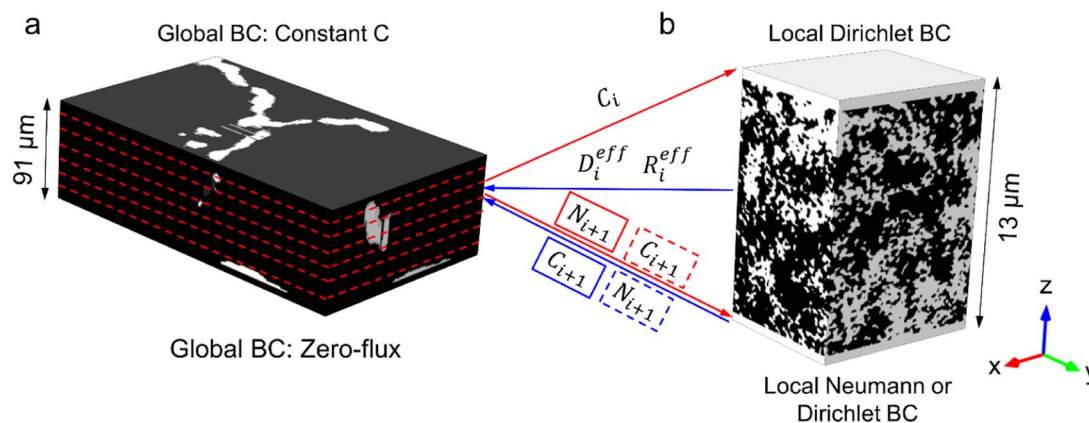 a
Global BC: Constant C
91 µm
Global BC: Zero-flux
C_i
D_i^{eff} R_i^{eff}
N_{i+1} C_{i+1}
C_{i+1} N_{i+1}
b
Local Dirichlet BC
13 µm
Local Neumann or
Dirichlet BC
z
x
y